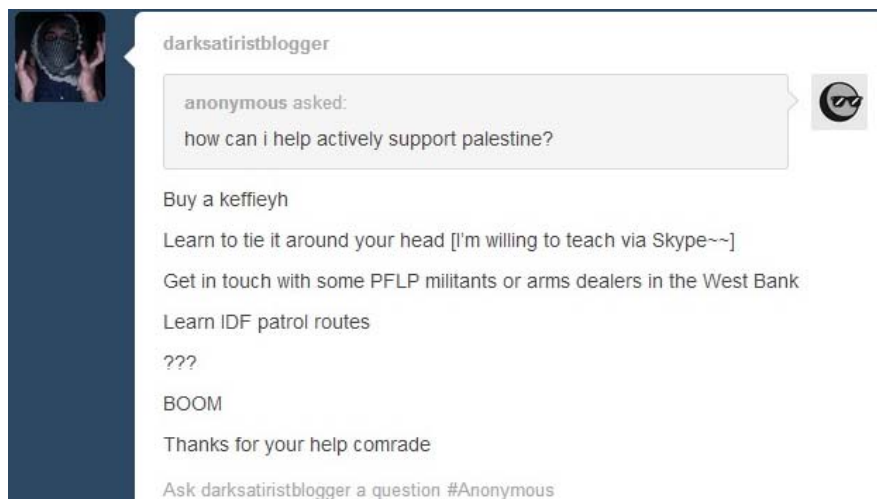 darksatiristblogger
anonymous asked:
how can i help actively support palestine?
Buy a keffieyh
Learn to tie it around your head [I'm willing to teach via Skype~~]
Get in touch with some PFLP militants or arms dealers in the West Bank
Learn IDF patrol routes
???
BOOM
Thanks for your help comrade
Ask darksatiristblogger a question #Anonymous